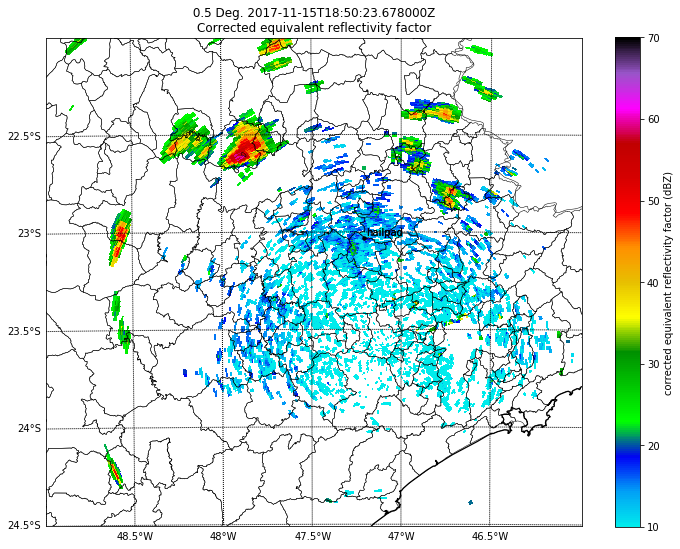 0.5 Deg. 2017-11-15T18:50:23.678000Z
Corrected equivalent reflectivity factor
22.5°S
23°S
23.5°S
24°S
24.5°S
48.5°W
48°W
47.5°W
47°W
46.5°W
hailpad
70
60
50
40
30
20
10
corrected equivalent reflectivity factor (dBZ)